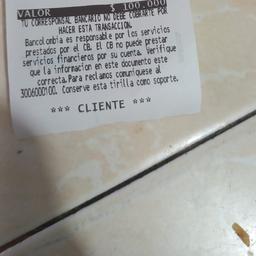 VALOR $ 100.000
TU CORRESPONSAL BANCARIO NO DEBE COBRARTE POR
HACER ESTA TRANSACCION.
Bancolombia es responsable por los servicios
prestados por el CB. El CB no puede prestar
servicios financieros por su cuenta. Verifique
que la informacion en este documento este
correcta. Para reclamos comuniquese al
3006000100. Conserve esta tirilla como soporte.
*** CLIENTE ***